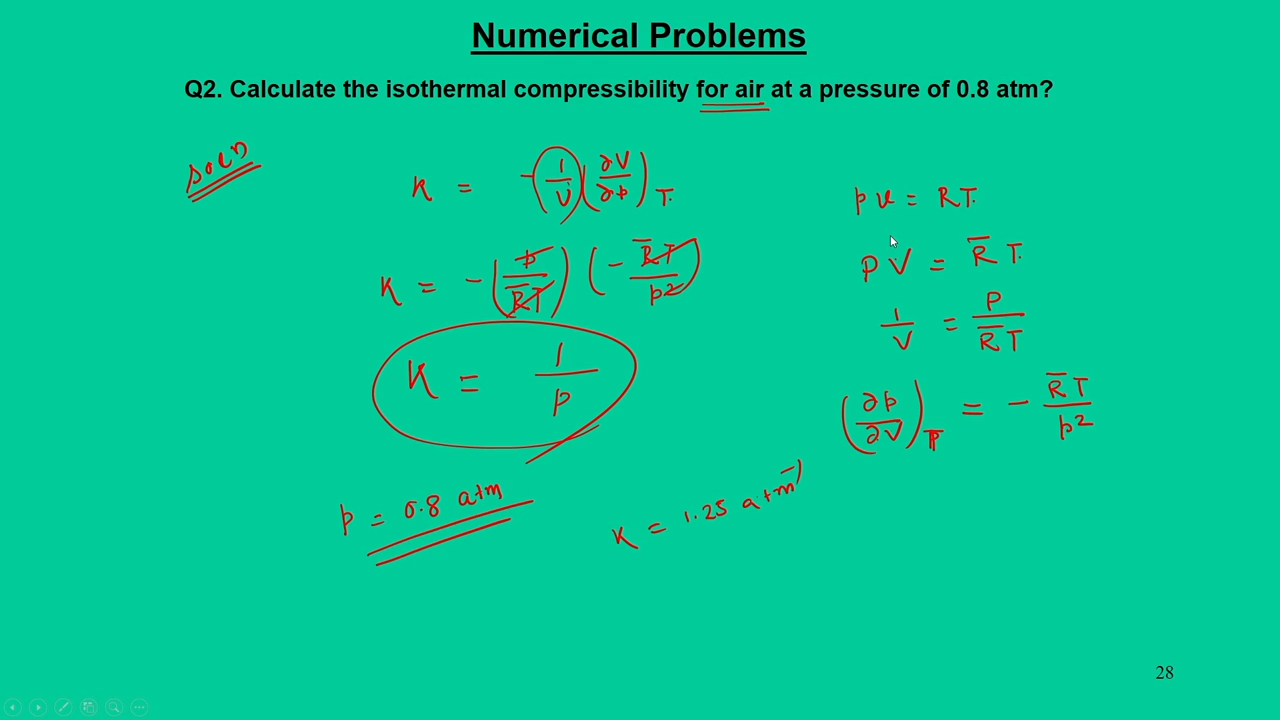 Numerical Problems
Q2. Calculate the isothermal compressibility for air at a pressure of 0.8 atm?
soln
K = -(1/V)(∂V/∂p)T
K = -(p/R̅T)(-R̅T/p2)
K = 1/p
p = 0.8 atm
K = 1.25 atm-1
pv = RT
pV = R̅T
1/V = P/R̅T
(∂p/∂V)T = -R̅T/p2
28